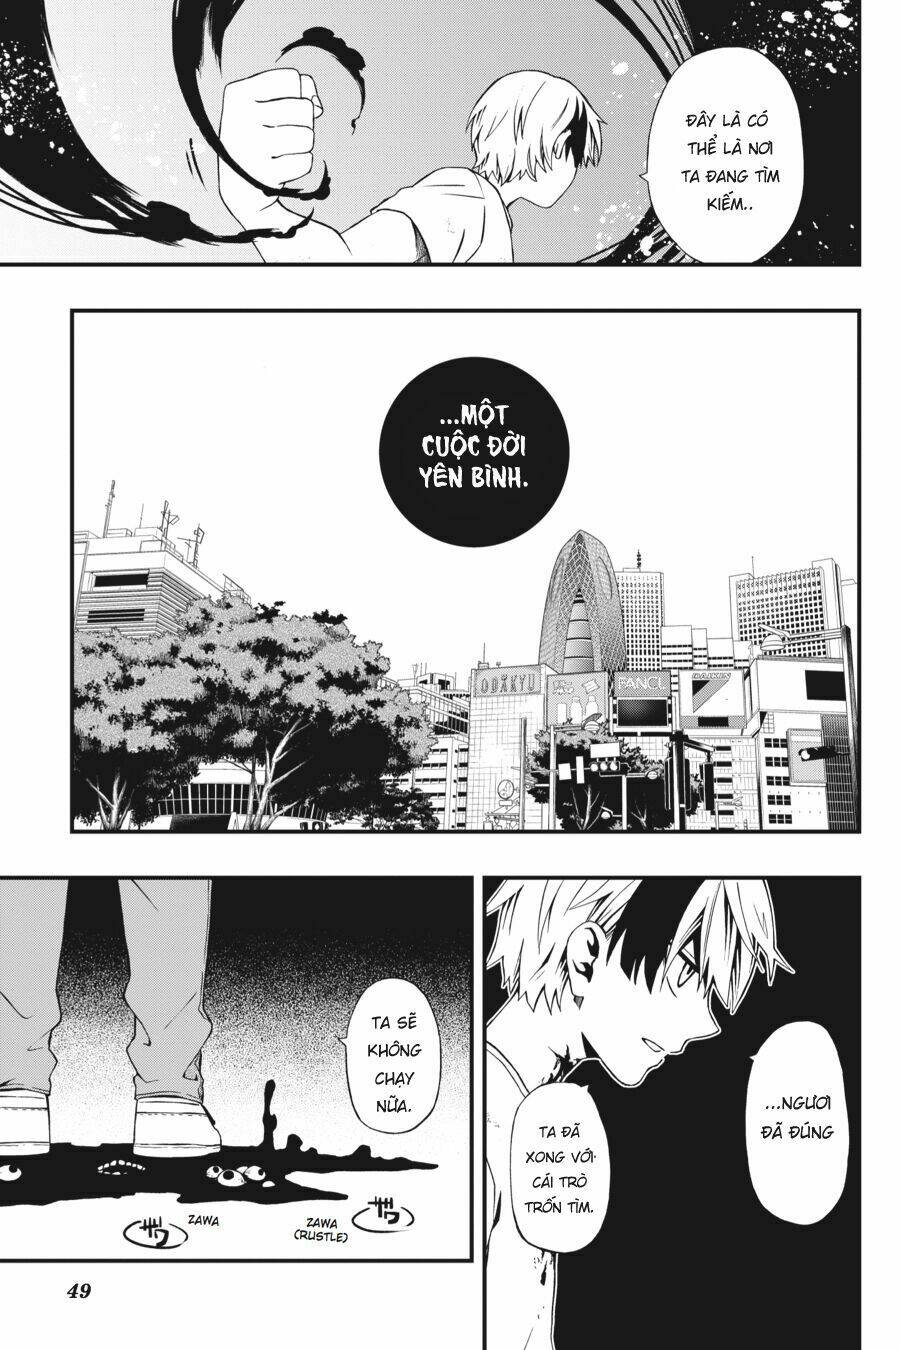 ĐÂY LÀ CÓ
THỂ LÀ NƠI
TA ĐANG TÌM
KIẾM..
...MỘT
CUỘC ĐỜI
YÊN BÌNH.
ODAKYU
FANCL
DAIKIN
...NGƯƠI
ĐÃ ĐÚNG
TA ĐÃ
XONG VỚI
CÁI TRÒ
TRỐN TÌM.
TA SẼ
KHÔNG
CHẠY
NỮA.
ザワ
ZAWA
(RUSTLE)
ザワ
ZAWA
49